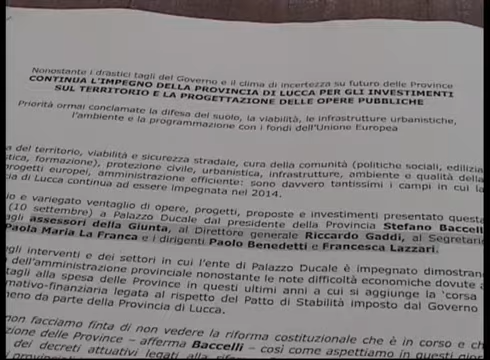 Nonostante i drastici tagli del Governo e il clima di incertezza su futuro delle Province
CONTINUA L'IMPEGNO DELLA PROVINCIA DI LUCCA PER GLI INVESTIMENTI
SUL TERRITORIO E LA PROGETTAZIONE DELLE OPERE PUBBLICHE
Priorità ormai conclamate la difesa del suolo, la viabilità, le infrastrutture urbanistiche,
l'ambiente e la programmazione con i fondi dell'Unione Europea
del territorio, viabilità e sicurezza stradale, cura della comunità (politiche sociali, edilizia
formazione), protezione civile, urbanistica, infrastrutture, ambiente e qualità della
progetti europei, amministrazione officiente: sono davvero tantissimi i campi in cui la
di Lucca continua ad essere impegnata nel 2014.
e variegato ventaglio di opere, progetti, proposte e investimenti presentato questa
(10 settembre) a Palazzo Ducale dal presidente della Provincia Stefano Baccelli
agli assessori della Giunta, al Direttore generale Riccardo Gaddi, al Segretario
Paola Maria La Franca e i dirigenti Paolo Benedetti e Francesca Lazzari.
gli interventi e dei settori in cui l'ente di Palazzo Ducale è impegnato dimostrano
dell'amministrazione provinciale nonostante le note difficoltà economiche dovute a
tagli alla spesa delle Province in questi ultimi anni a cui si aggiunge la 'corsa
finanziaria legata al rispetto del Patto di Stabilità imposto dal Governo
da parte della Provincia di Lucca.
non facciamo finta di non vedere la riforma costituzionale che è in corso e ch
zione delle Province – afferma Baccelli – così come aspettiamo in questi gior
dei decreti attuativi legati alla